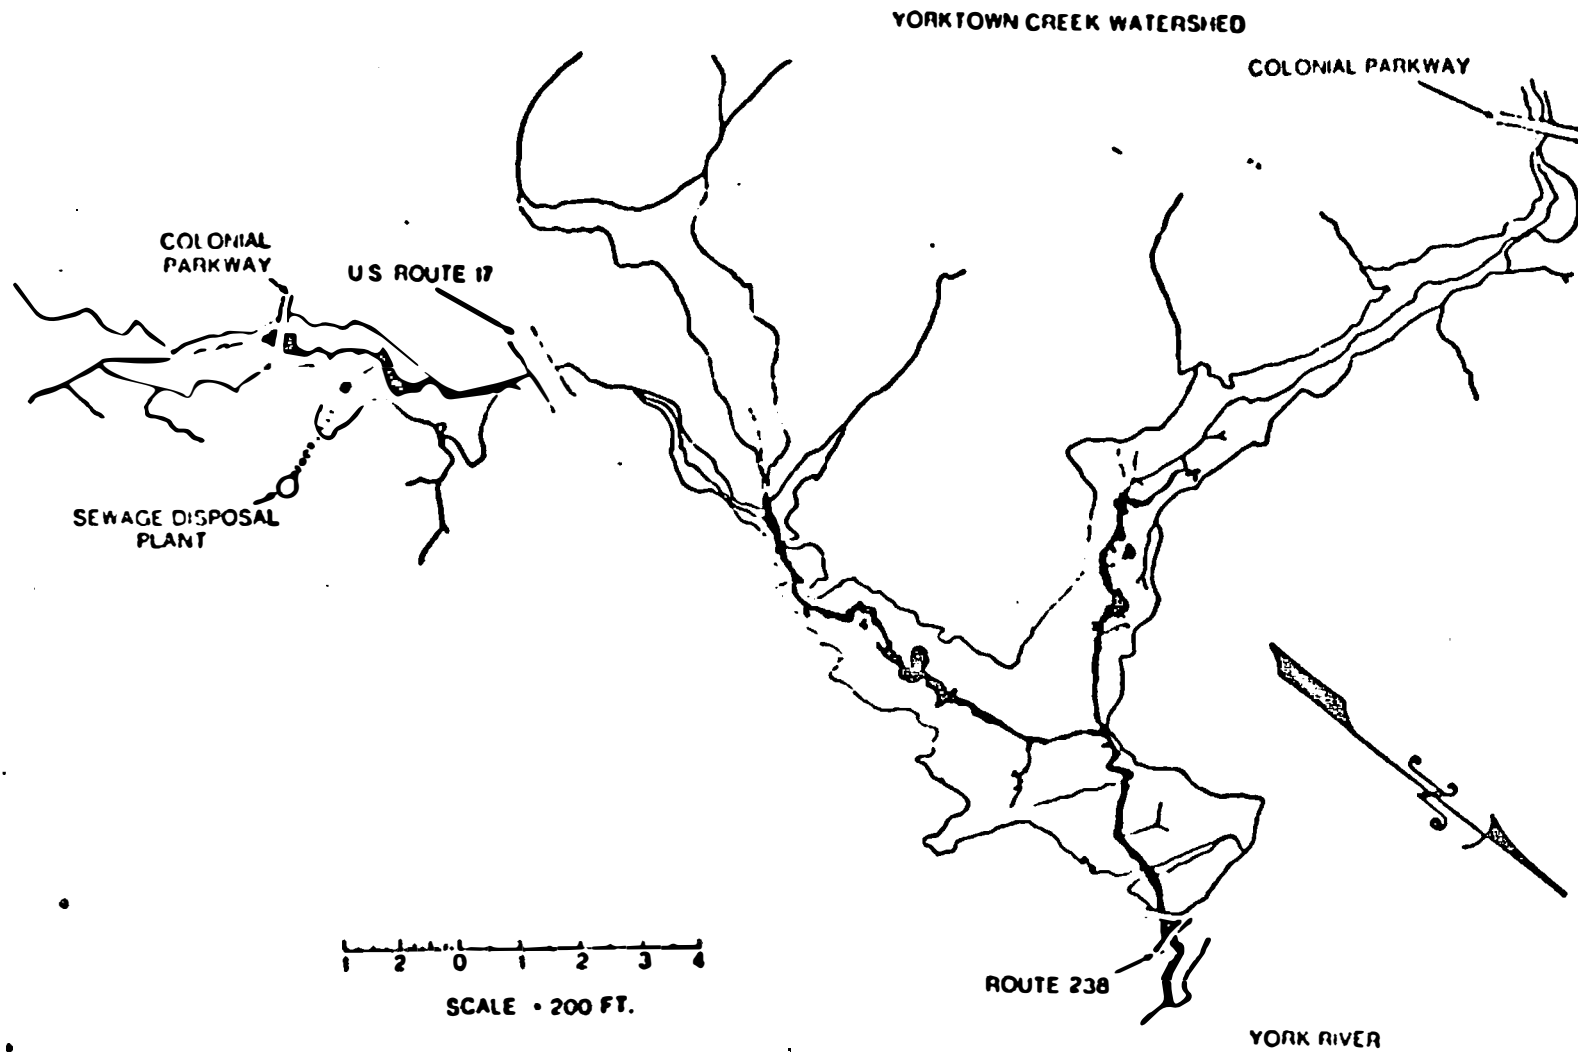 YORKTOWN CREEK WATERSHED
COLONIAL PARKWAY
COLONIAL
PARKWAY
US ROUTE 17
SEWAGE DISPOSAL
PLANT
1 2 0 1 2 3 4
SCALE • 200 FT.
ROUTE 238
YORK RIVER